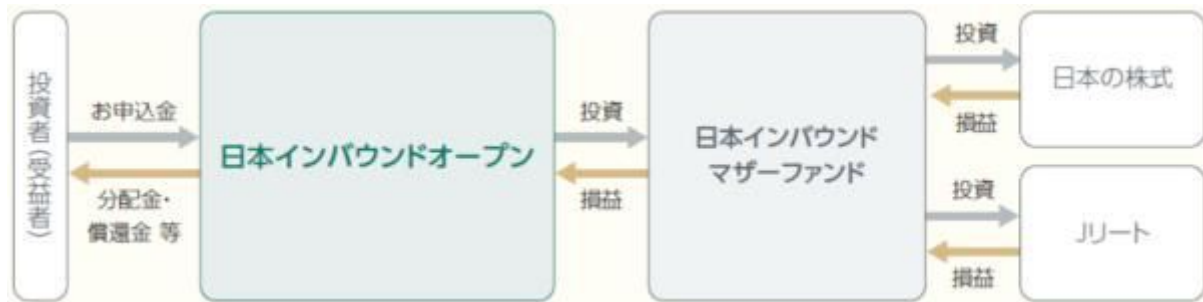 投資者(受益者)
お申込金
分配金・
償還金 等
日本インバウンドオープン
投資
損益
日本インバウンド
マザーファンド
投資
損益
日本の株式
投資
損益
Jリート